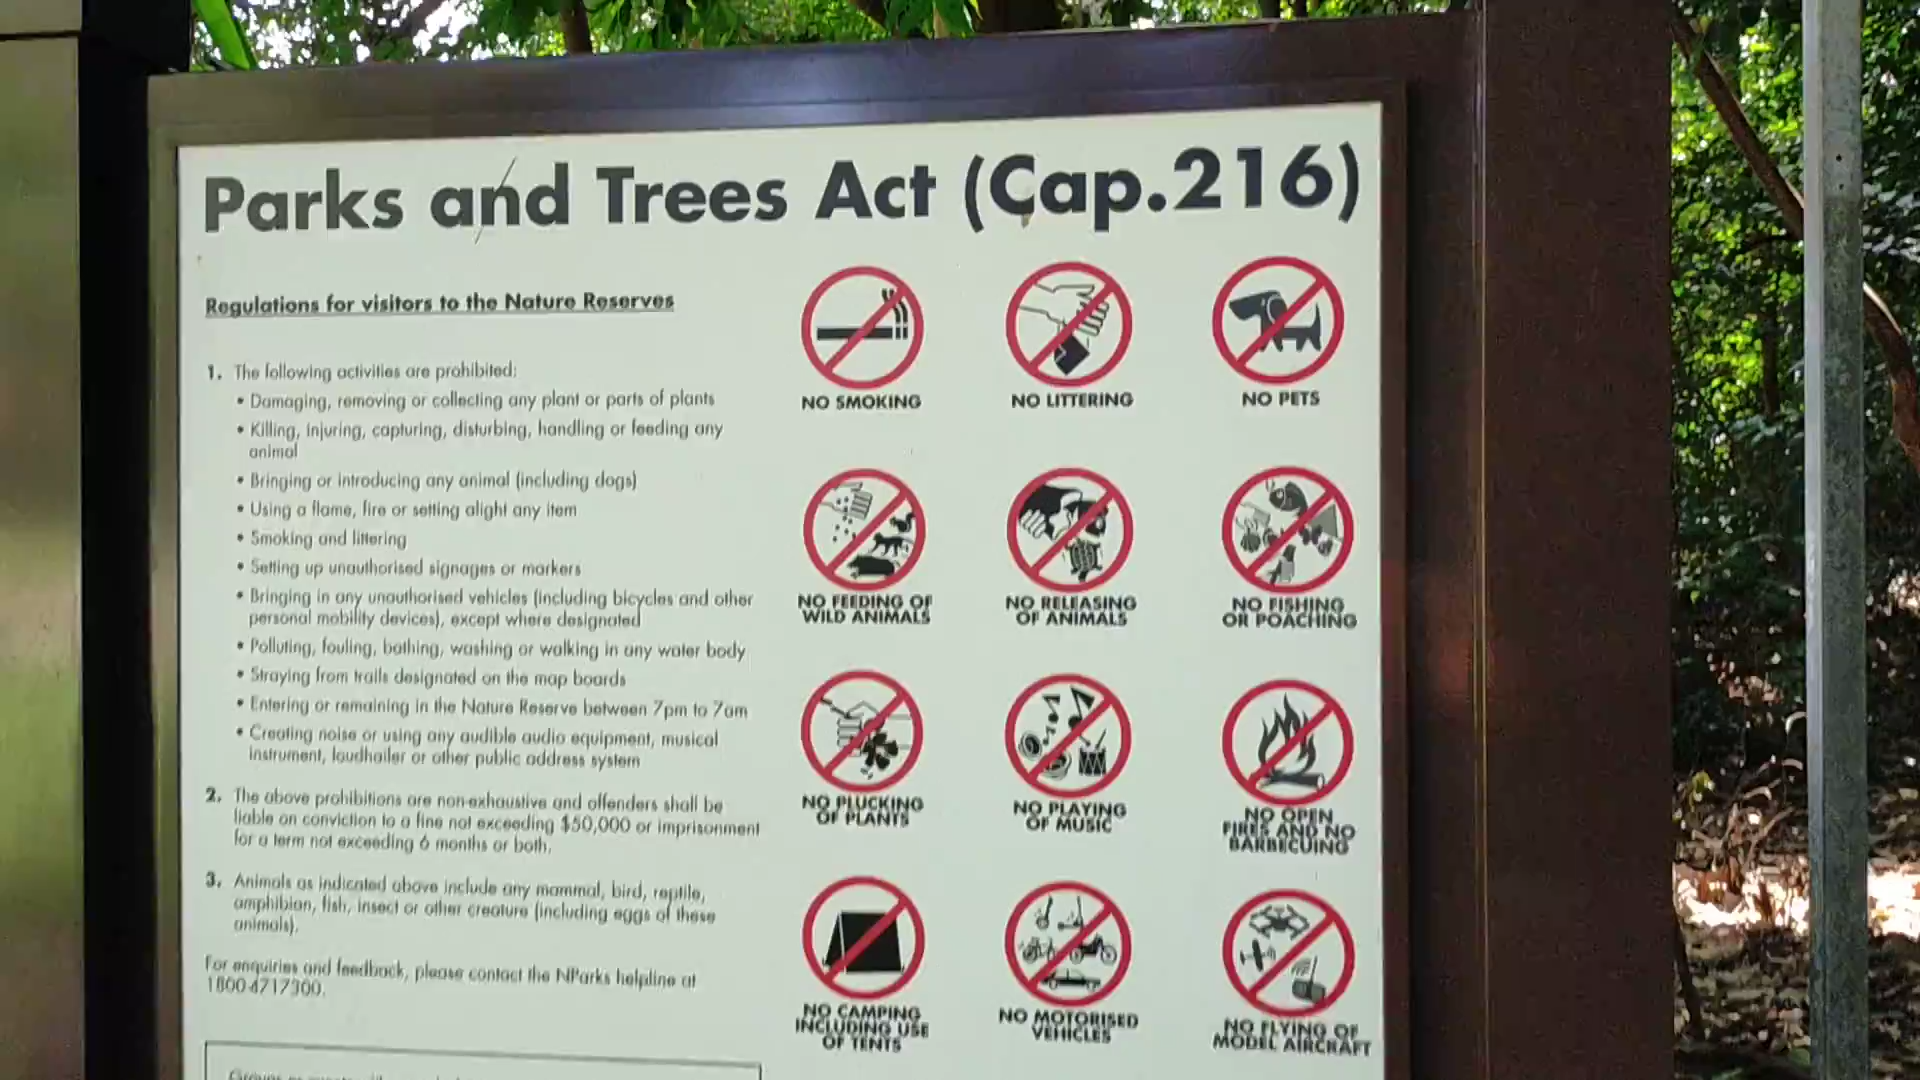 Parks and Trees Act (Cap.216)
Regulations for visitors to the Nature Reserves
1. The following activities are prohibited:
• Damaging, removing or collecting any plant or parts of plants
• Killing, injuring, capturing, disturbing, handling or feeding any
animal
• Bringing or introducing any animal (including dogs)
• Using a flame, fire or setting alight any item
• Smoking and littering
• Setting up unauthorised signages or markers
• Bringing in any unauthorised vehicles (including bicycles and other
personal mobility devices), except where designated
• Polluting, fouling, bathing, washing or walking in any water body
• Straying from trails designated on the map boards
• Entering or remaining in the Nature Reserve between 7pm to 7am
• Creating noise or using any audible audio equipment, musical
instrument, loudhailer or other public address system
2. The above prohibitions are non-exhaustive and offenders shall be
liable on conviction to a fine not exceeding $50,000 or imprisonment
for a term not exceeding 6 months or both.
3. Animals as indicated above include any mammal, bird, reptile,
amphibian, fish, insect or other creature (including eggs of these
animals).
For enquiries and feedback, please contact the NParks helpline at
1800-4717300.
NO SMOKING
NO LITTERING
NO PETS
NO FEEDING OF
WILD ANIMALS
NO RELEASING
OF ANIMALS
NO FISHING
OR POACHING
NO PLUCKING
OF PLANTS
NO PLAYING
OF MUSIC
NO OPEN
FIRES AND NO
BARBECUING
NO CAMPING
INCLUDING USE
OF TENTS
NO MOTORISED
VEHICLES
NO FLYING OF
MODEL AIRCRAFT